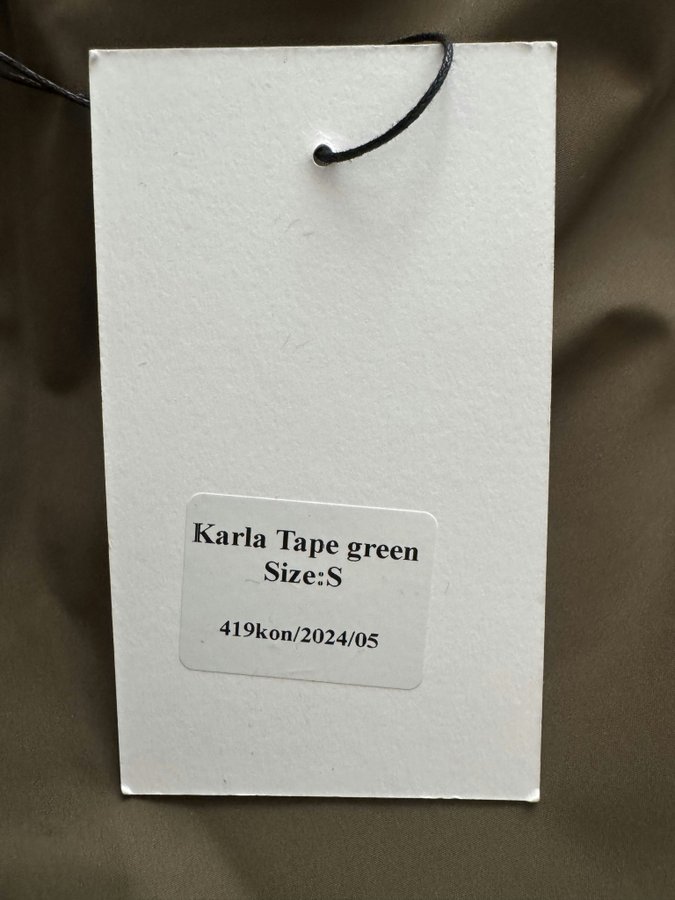 Karla Tape green
Size:S
419kon/2024/05